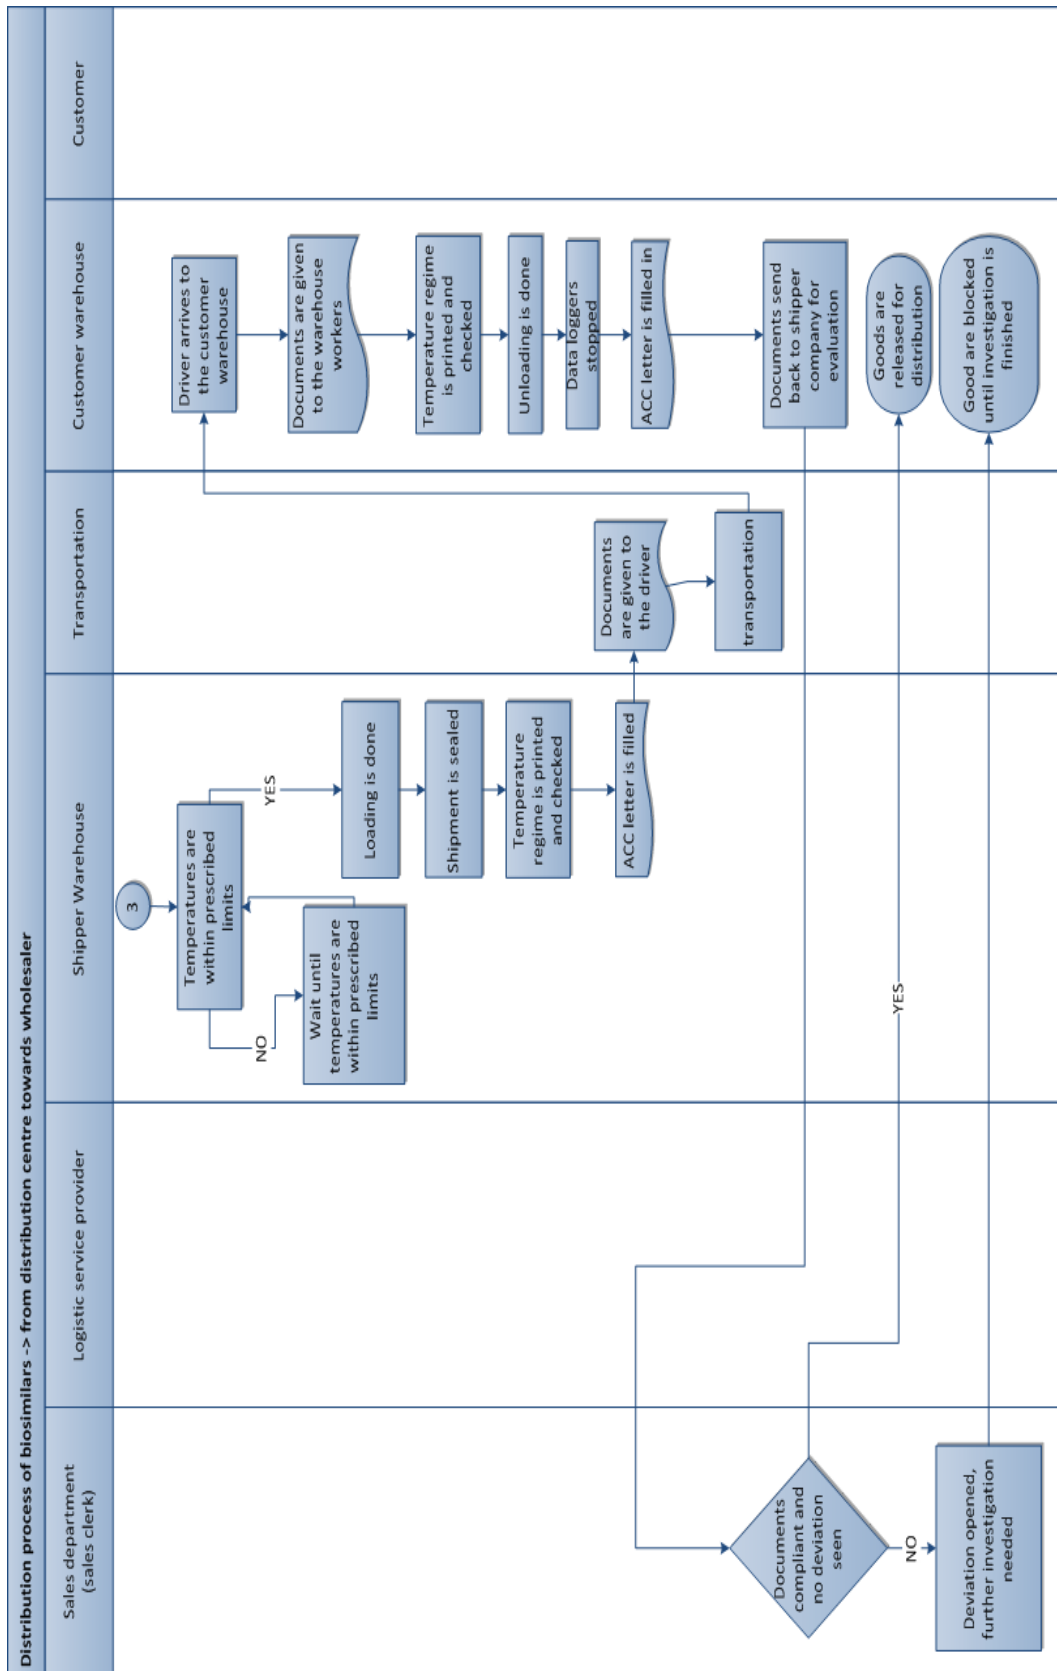 Distribution process of biosimilars -> from distribution centre towards wholesaler
Sales department
(sales clerk)
Logistic service provider
Shipper Warehouse
Transportation
Customer warehouse
Customer
3
Temperatures are
within prescribed
limits
NO
YES
Wait until
temperatures are
within prescribed
limits
Loading is done
Shipment is sealed
Temperature
regime is printed
and checked
ACC letter is filled
Documents
are given to
the driver
transportation
Driver arrives to
the customer
warehouse
Documents are given
to the warehouse
workers
Temperature regime
is printed and
checked
Unloading is done
Data loggers
stopped
ACC letter is filled in
Documents send
back to shipper
company for
evaluation
Documents
compliant and
no deviation
seen
YES
Goods are
released for
distribution
NO
Deviation opened,
further investigation
needed
Good are blocked
until investigation is
finished